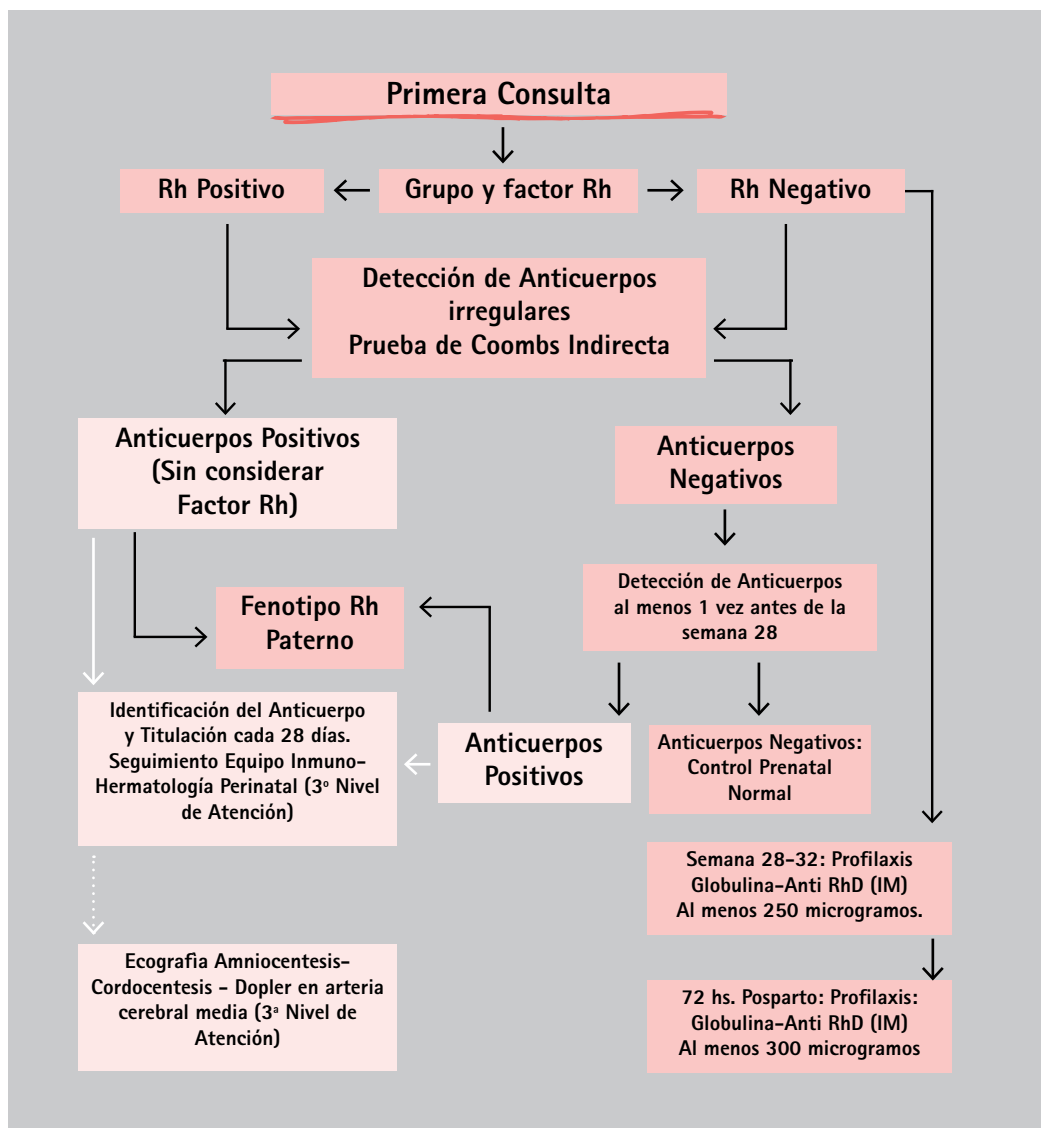 Primera Consulta
Rh Positivo
Grupo y factor Rh
Rh Negativo
Detección de Anticuerpos
irregulares
Prueba de Coombs Indirecta
Anticuerpos Positivos
(Sin considerar
Factor Rh)
Anticuerpos
Negativos
Detección de Anticuerpos
al menos 1 vez antes de la
semana 28
Fenotipo Rh
Paterno
Identificación del Anticuerpo
y Titulación cada 28 días.
Seguimiento Equipo Inmuno-
Hermatología Perinatal (3º Nivel
de Atención)
Anticuerpos
Positivos
Anticuerpos Negativos:
Control Prenatal
Normal
Semana 28-32: Profilaxis
Globulina-Anti RhD (IM)
Al menos 250 microgramos.
Ecografia Amniocentesis-
Cordocentesis - Dopler en arteria
cerebral media (3ª Nivel de
Atención)
72 hs. Posparto: Profilaxis:
Globulina-Anti RhD (IM)
Al menos 300 microgramos